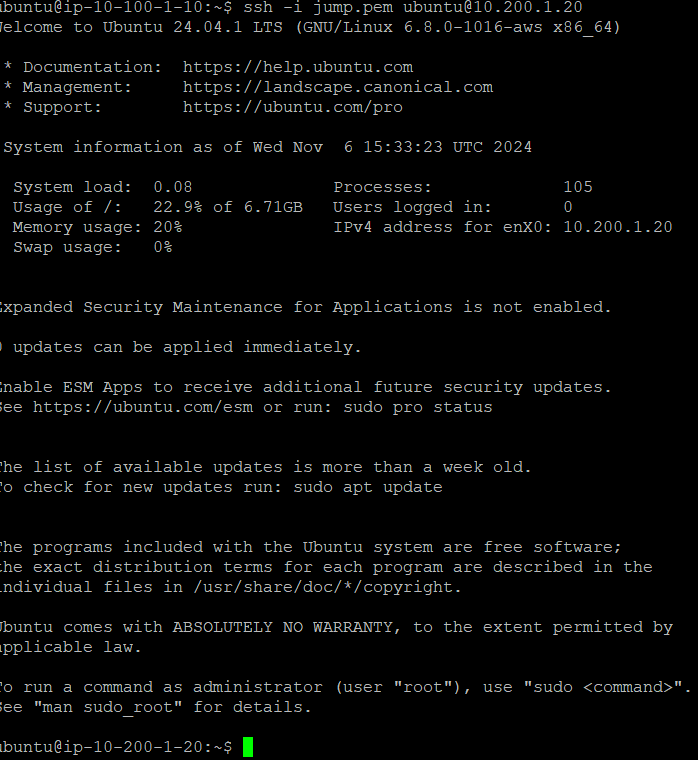 ubuntu@ip-10-100-1-10:~$ ssh -i jump.pem ubuntu@10.200.1.20
Welcome to Ubuntu 24.04.1 LTS (GNU/Linux 6.8.0-1016-aws x86_64)
* Documentation:  https://help.ubuntu.com
* Management:     https://landscape.canonical.com
* Support:        https://ubuntu.com/pro
System information as of Wed Nov  6 15:33:23 UTC 2024
System load:  0.08              Processes:             105
Usage of /:   22.9% of 6.71GB   Users logged in:       0
Memory usage: 20%               IPv4 address for enX0: 10.200.1.20
Swap usage:   0%
Expanded Security Maintenance for Applications is not enabled.
0 updates can be applied immediately.
Enable ESM Apps to receive additional future security updates.
See https://ubuntu.com/esm or run: sudo pro status
The list of available updates is more than a week old.
To check for new updates run: sudo apt update
The programs included with the Ubuntu system are free software;
the exact distribution terms for each program are described in the
individual files in /usr/share/doc/*/copyright.
Ubuntu comes with ABSOLUTELY NO WARRANTY, to the extent permitted by
applicable law.
To run a command as administrator (user "root"), use "sudo <command>".
See "man sudo_root" for details.
ubuntu@ip-10-200-1-20:~$